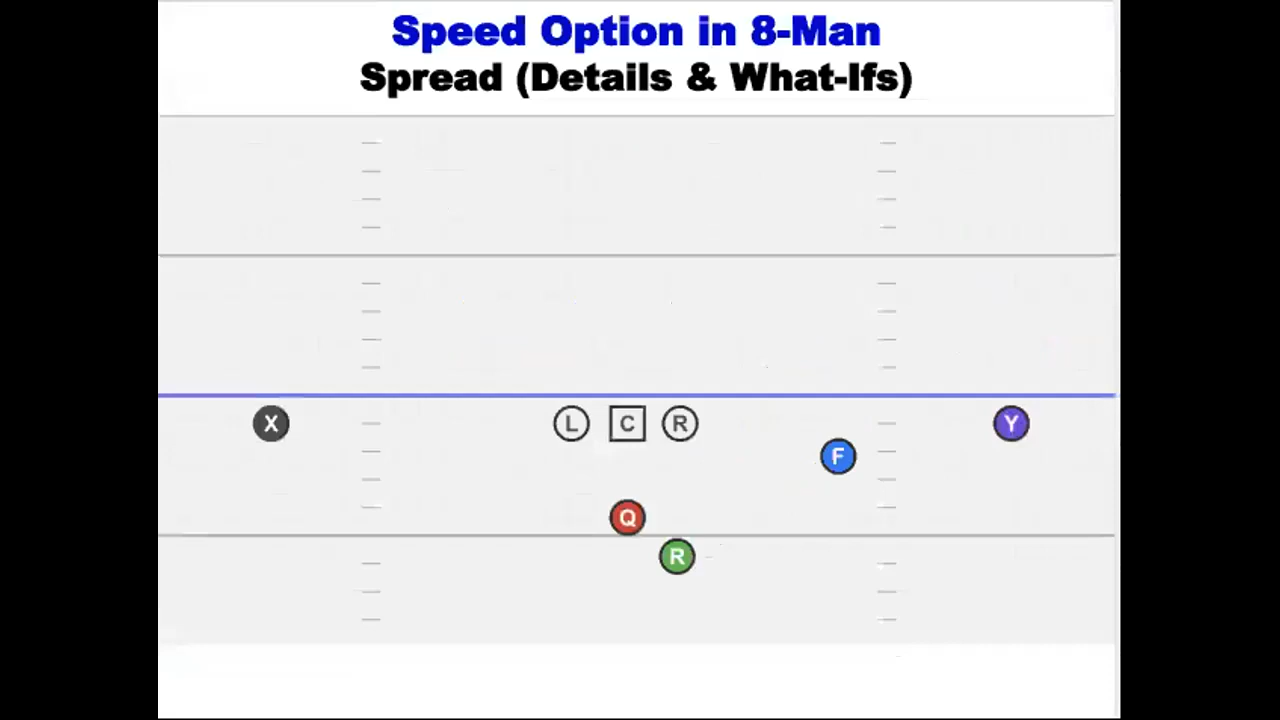 Speed Option in 8-Man
Spread (Details & What-Ifs)
X L C R Y
F
Q
R